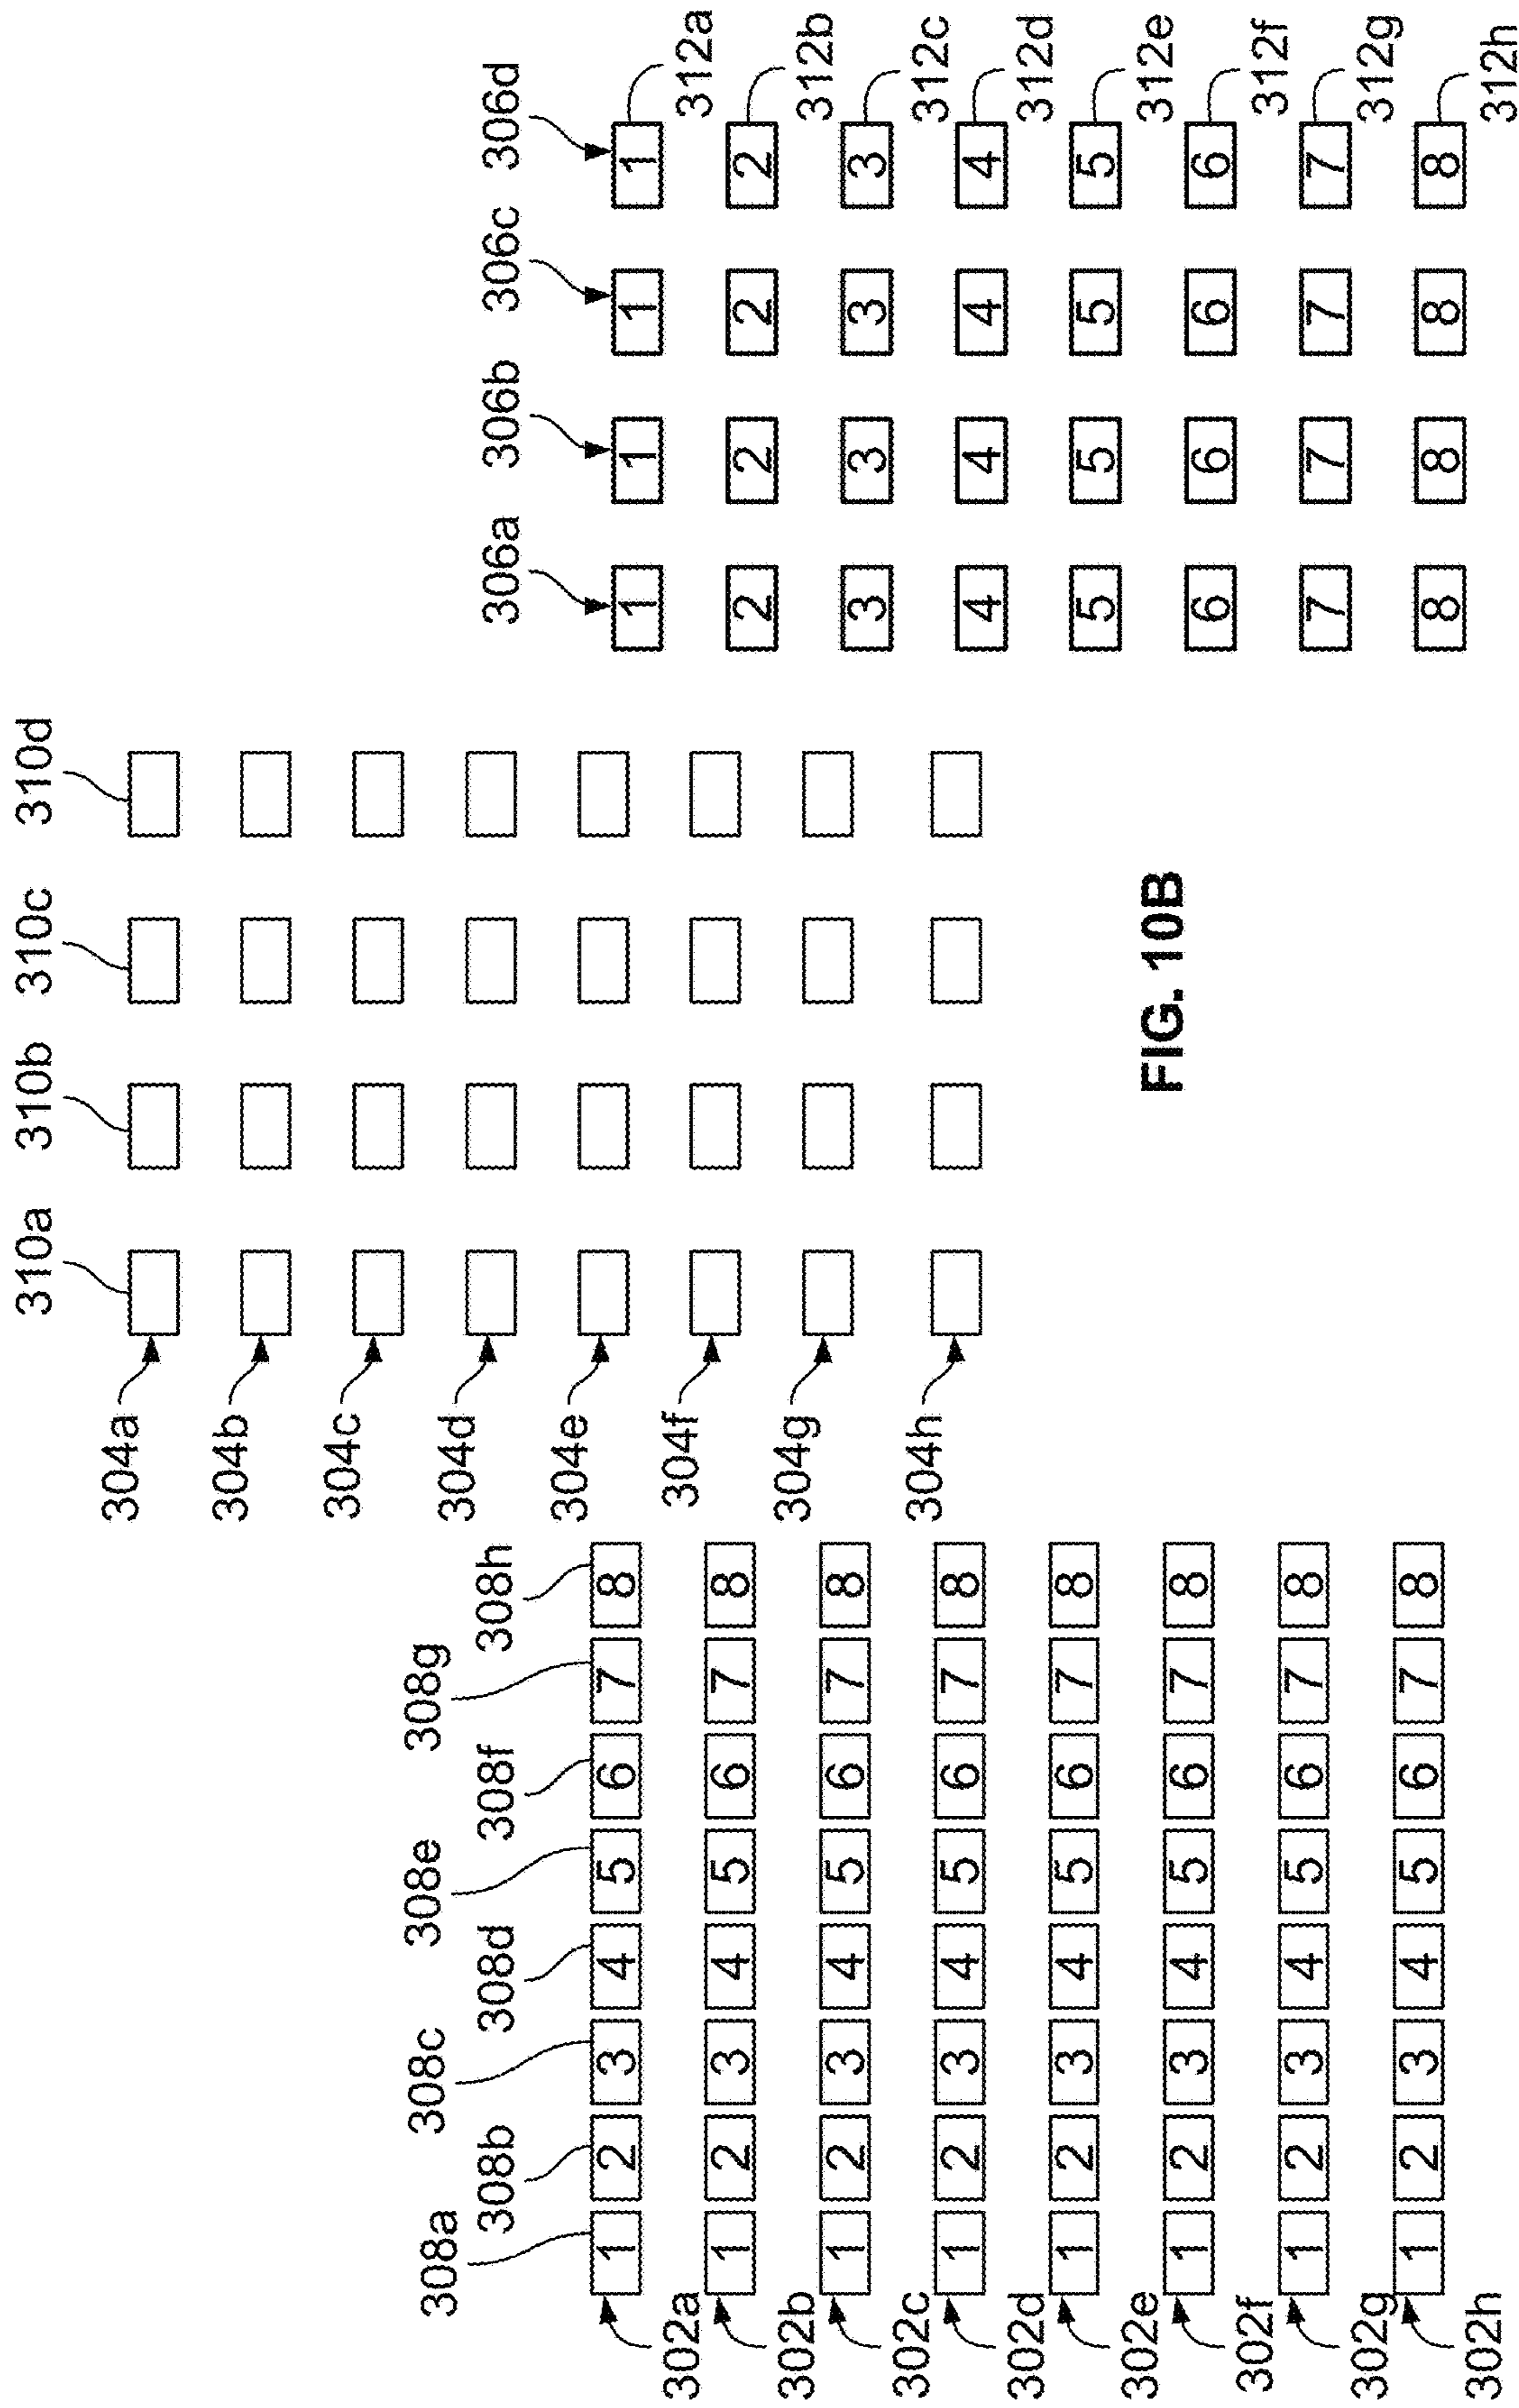 310a 310b 310c 310d
304a
304b
304c
304d
304e
304f
304g
304h
308a 308b 308c 308d 308e 308f 308g 308h
306a 306b 306c 306d
302a 1 2 3 4 5 6 7 8
302b 1 2 3 4 5 6 7 8
302c 1 2 3 4 5 6 7 8
302d 1 2 3 4 5 6 7 8
302e 1 2 3 4 5 6 7 8
302f 1 2 3 4 5 6 7 8
302g 1 2 3 4 5 6 7 8
302h 1 2 3 4 5 6 7 8
1 1 1 1 312a
2 2 2 2 312b
3 3 3 3 312c
4 4 4 4 312d
5 5 5 5 312e
6 6 6 6 312f
7 7 7 7 312g
8 8 8 8 312h
FIG. 10B